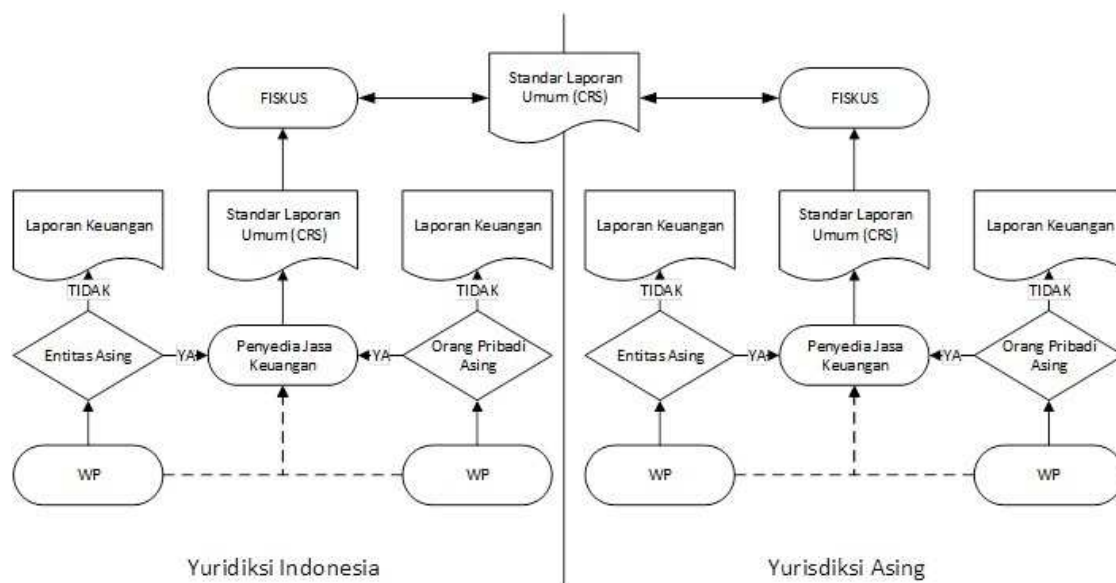 Standar Laporan
Umum (CRS)
FISKUS
FISKUS
Laporan Keuangan
Standar Laporan
Umum (CRS)
Laporan Keuangan
Laporan Keuangan
Standar Laporan
Umum (CRS)
Laporan Keuangan
TIDAK
TIDAK
TIDAK
TIDAK
Entitas Asing
YA
Penyedia Jasa
Keuangan
YA
Orang Pribadi
Asing
Entitas Asing
YA
Penyedia Jasa
Keuangan
YA
Orang Pribadi
Asing
WP
WP
WP
WP
Yuridiksi Indonesia
Yurisdiksi Asing